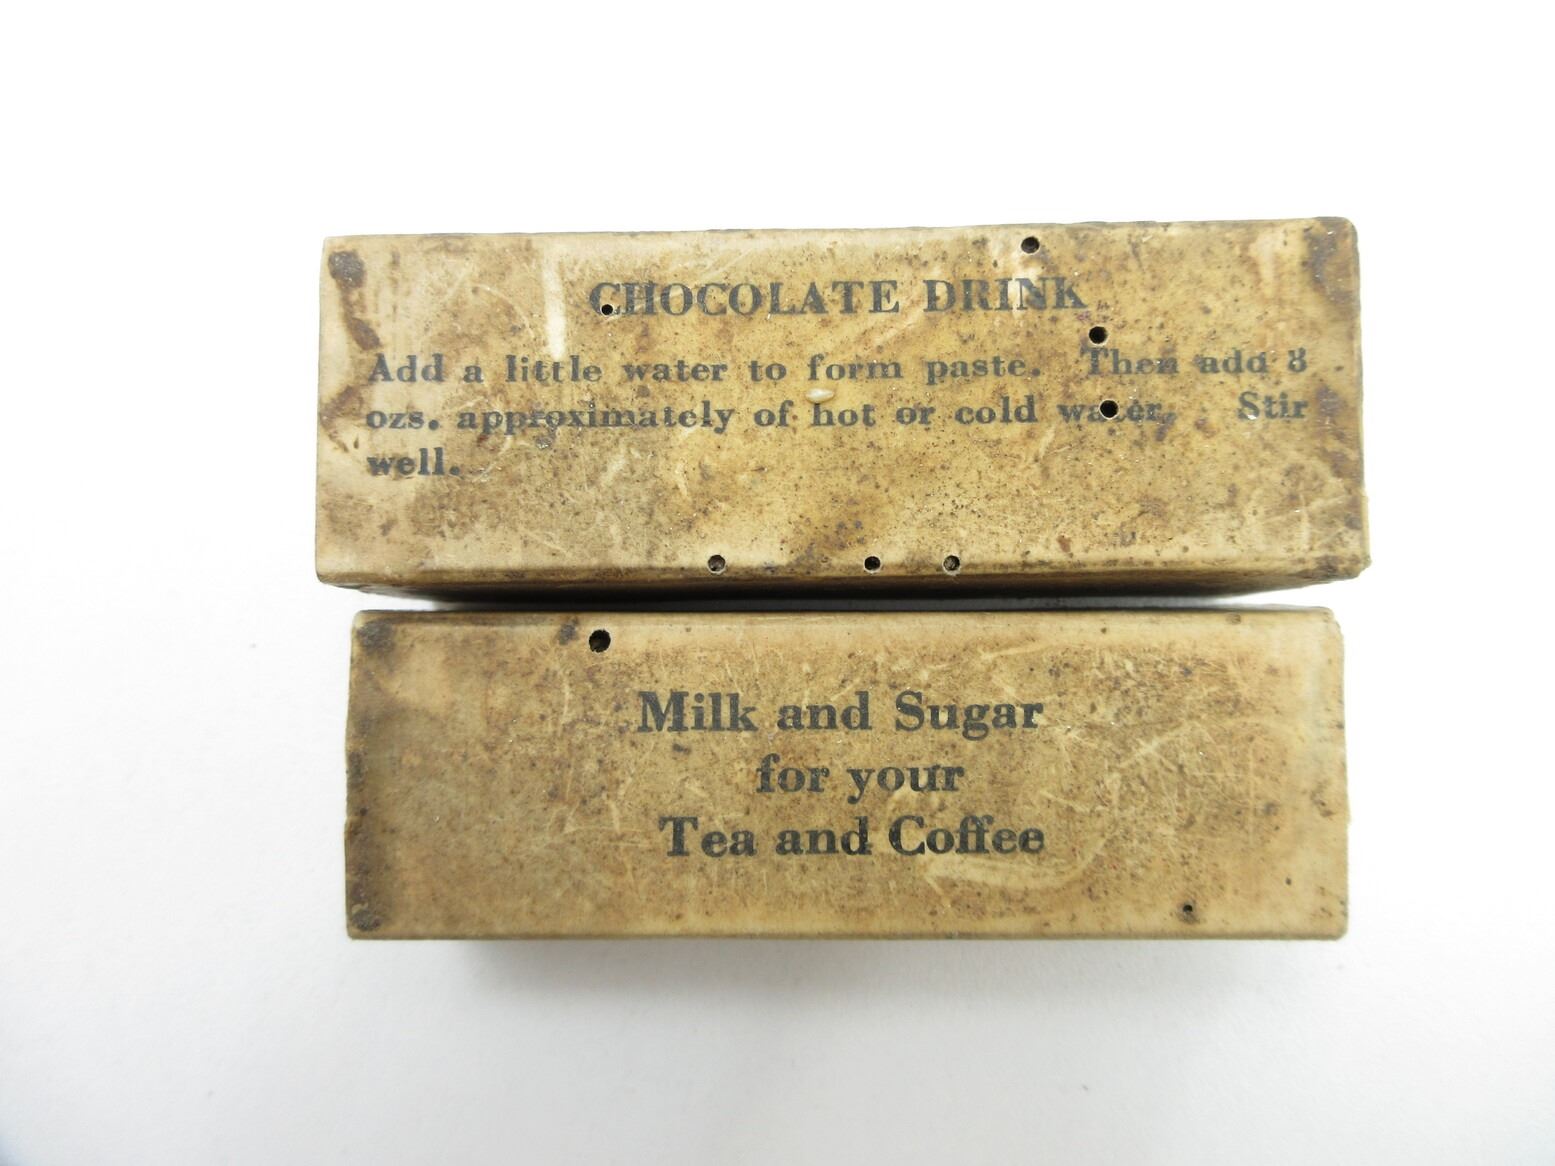 CHOCOLATE DRINK
Add a little water to form paste. Then add 8
ozs. approximately of hot or cold water. Stir
well.
Milk and Sugar
for your
Tea and Coffee